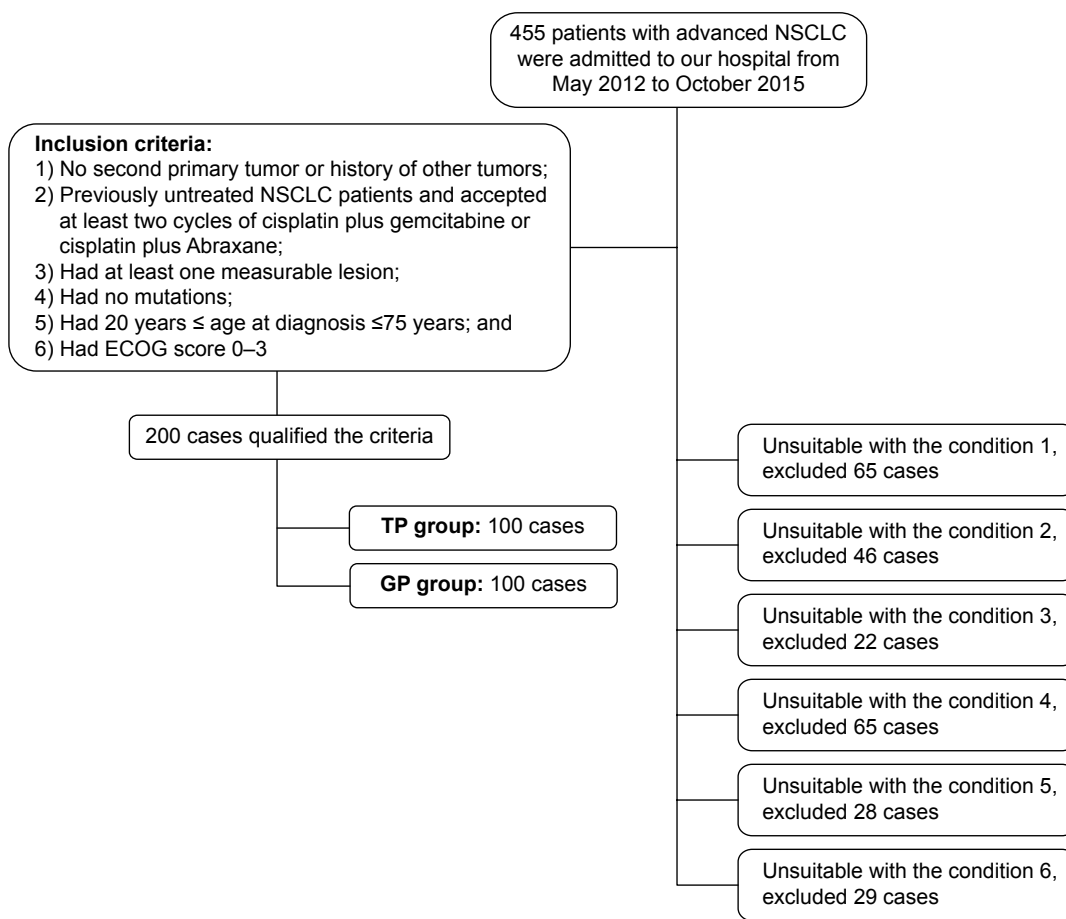 455 patients with advanced NSCLC
were admitted to our hospital from
May 2012 to October 2015
Inclusion criteria:
1) No second primary tumor or history of other tumors;
2) Previously untreated NSCLC patients and accepted
at least two cycles of cisplatin plus gemcitabine or
cisplatin plus Abraxane;
3) Had at least one measurable lesion;
4) Had no mutations;
5) Had 20 years ≤ age at diagnosis ≤75 years; and
6) Had ECOG score 0–3
200 cases qualified the criteria
TP group: 100 cases
GP group: 100 cases
Unsuitable with the condition 1,
excluded 65 cases
Unsuitable with the condition 2,
excluded 46 cases
Unsuitable with the condition 3,
excluded 22 cases
Unsuitable with the condition 4,
excluded 65 cases
Unsuitable with the condition 5,
excluded 28 cases
Unsuitable with the condition 6,
excluded 29 cases